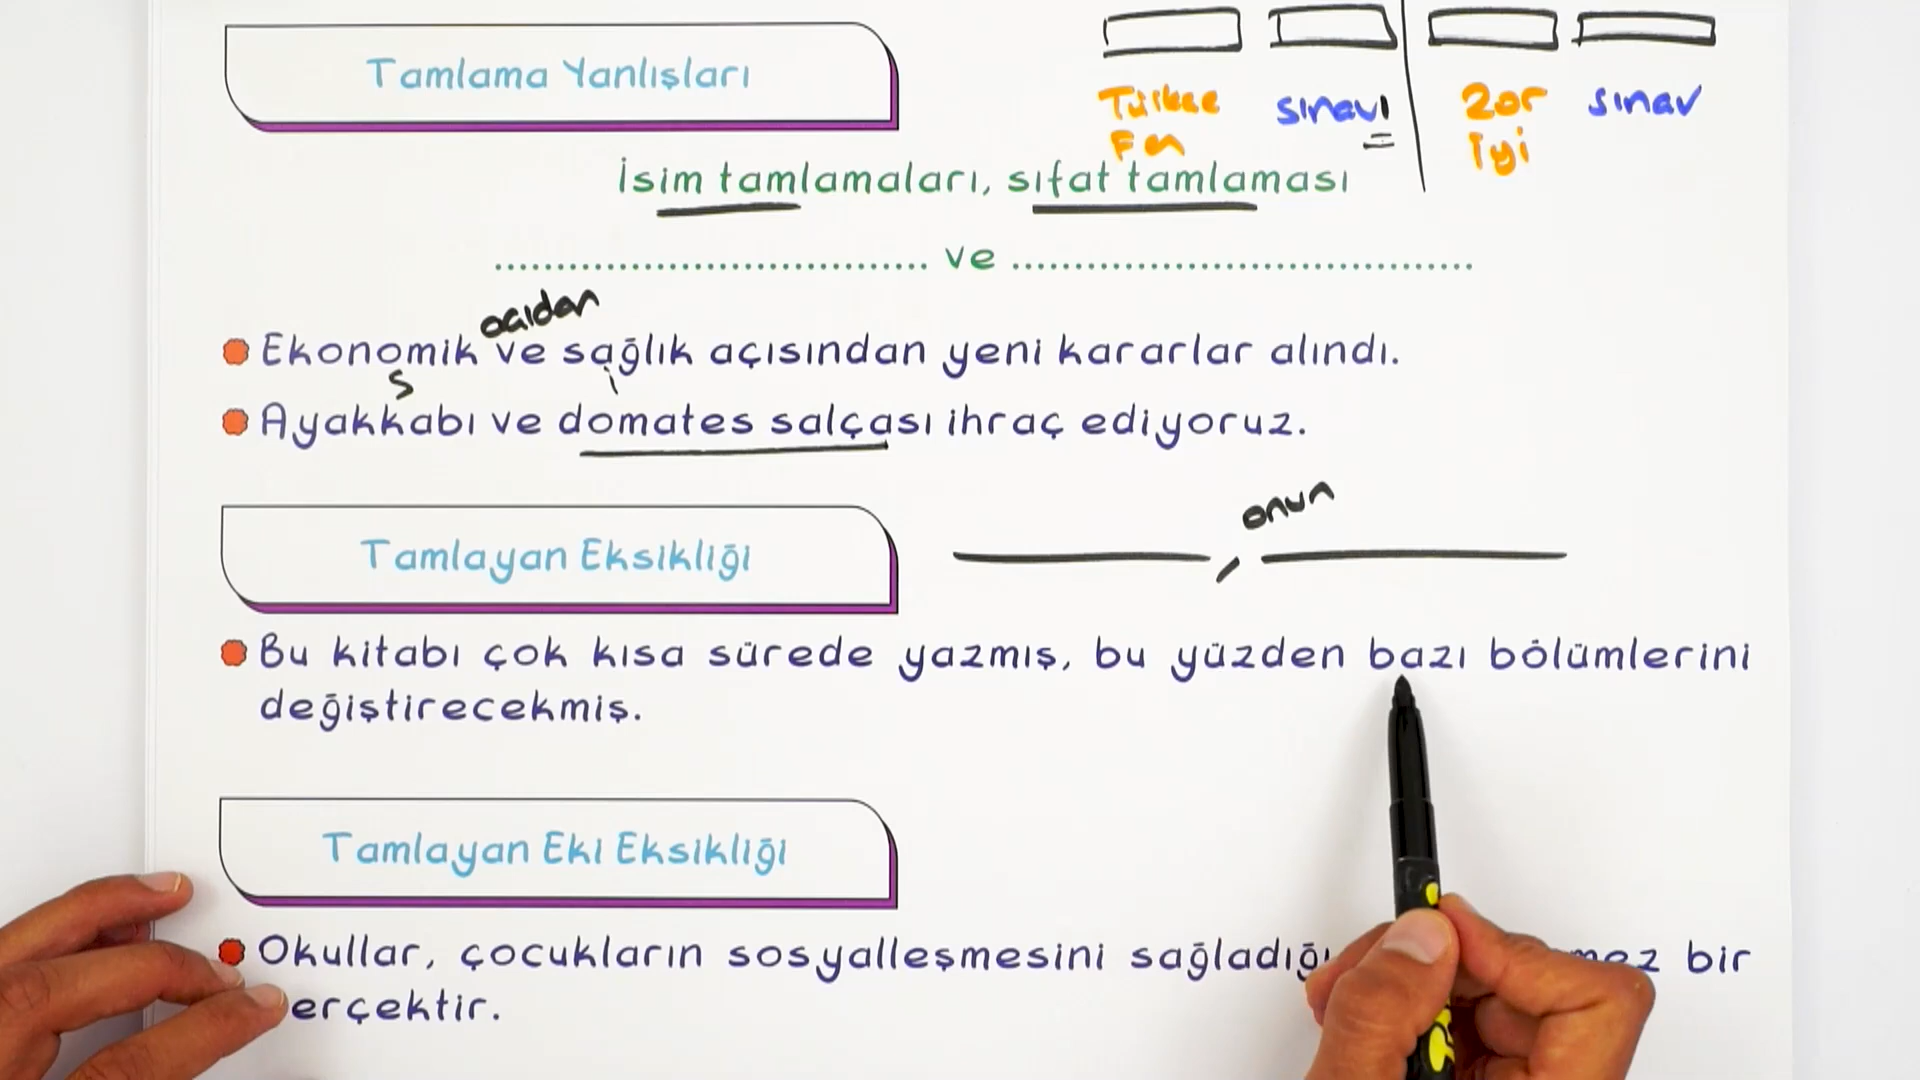 Tamlama Yanlışları
Türkçe sınavı zor sınav
Fen iyi
İsim tamlamaları, sıfat tamlaması
.................................. ve ....................................
açıdan
Ekonomik ve sağlık açısından yeni kararlar alındı.
s i
Ayakkabı ve domates salçası ihraç ediyoruz.
onun
Tamlayan Eksikliği ,
Bu kitabı çok kısa sürede yazmış, bu yüzden bazı bölümlerini
değiştirecekmiş.
Tamlayan Eki Eksikliği
Okullar, çocukların sosyalleşmesini sağladığı bir
erçektir.